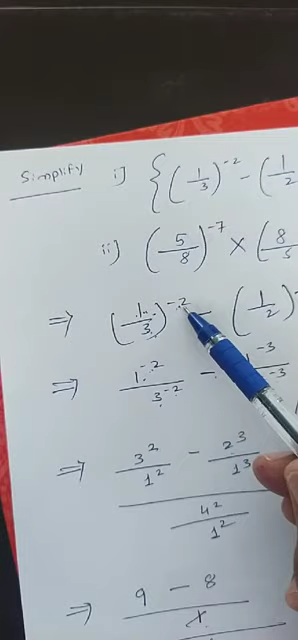 Simplify i] {(1/3)^-2 - (1/2
ii) (5/8)^-7 × (8/5
⇒ (1/3)^-2 - (1/2)^-
⇒ 1^-2/3^-2 - 1^-3
⇒ 3^2/1^2 - 2^3/1^3
4^2/1^2
⇒ 9 - 8